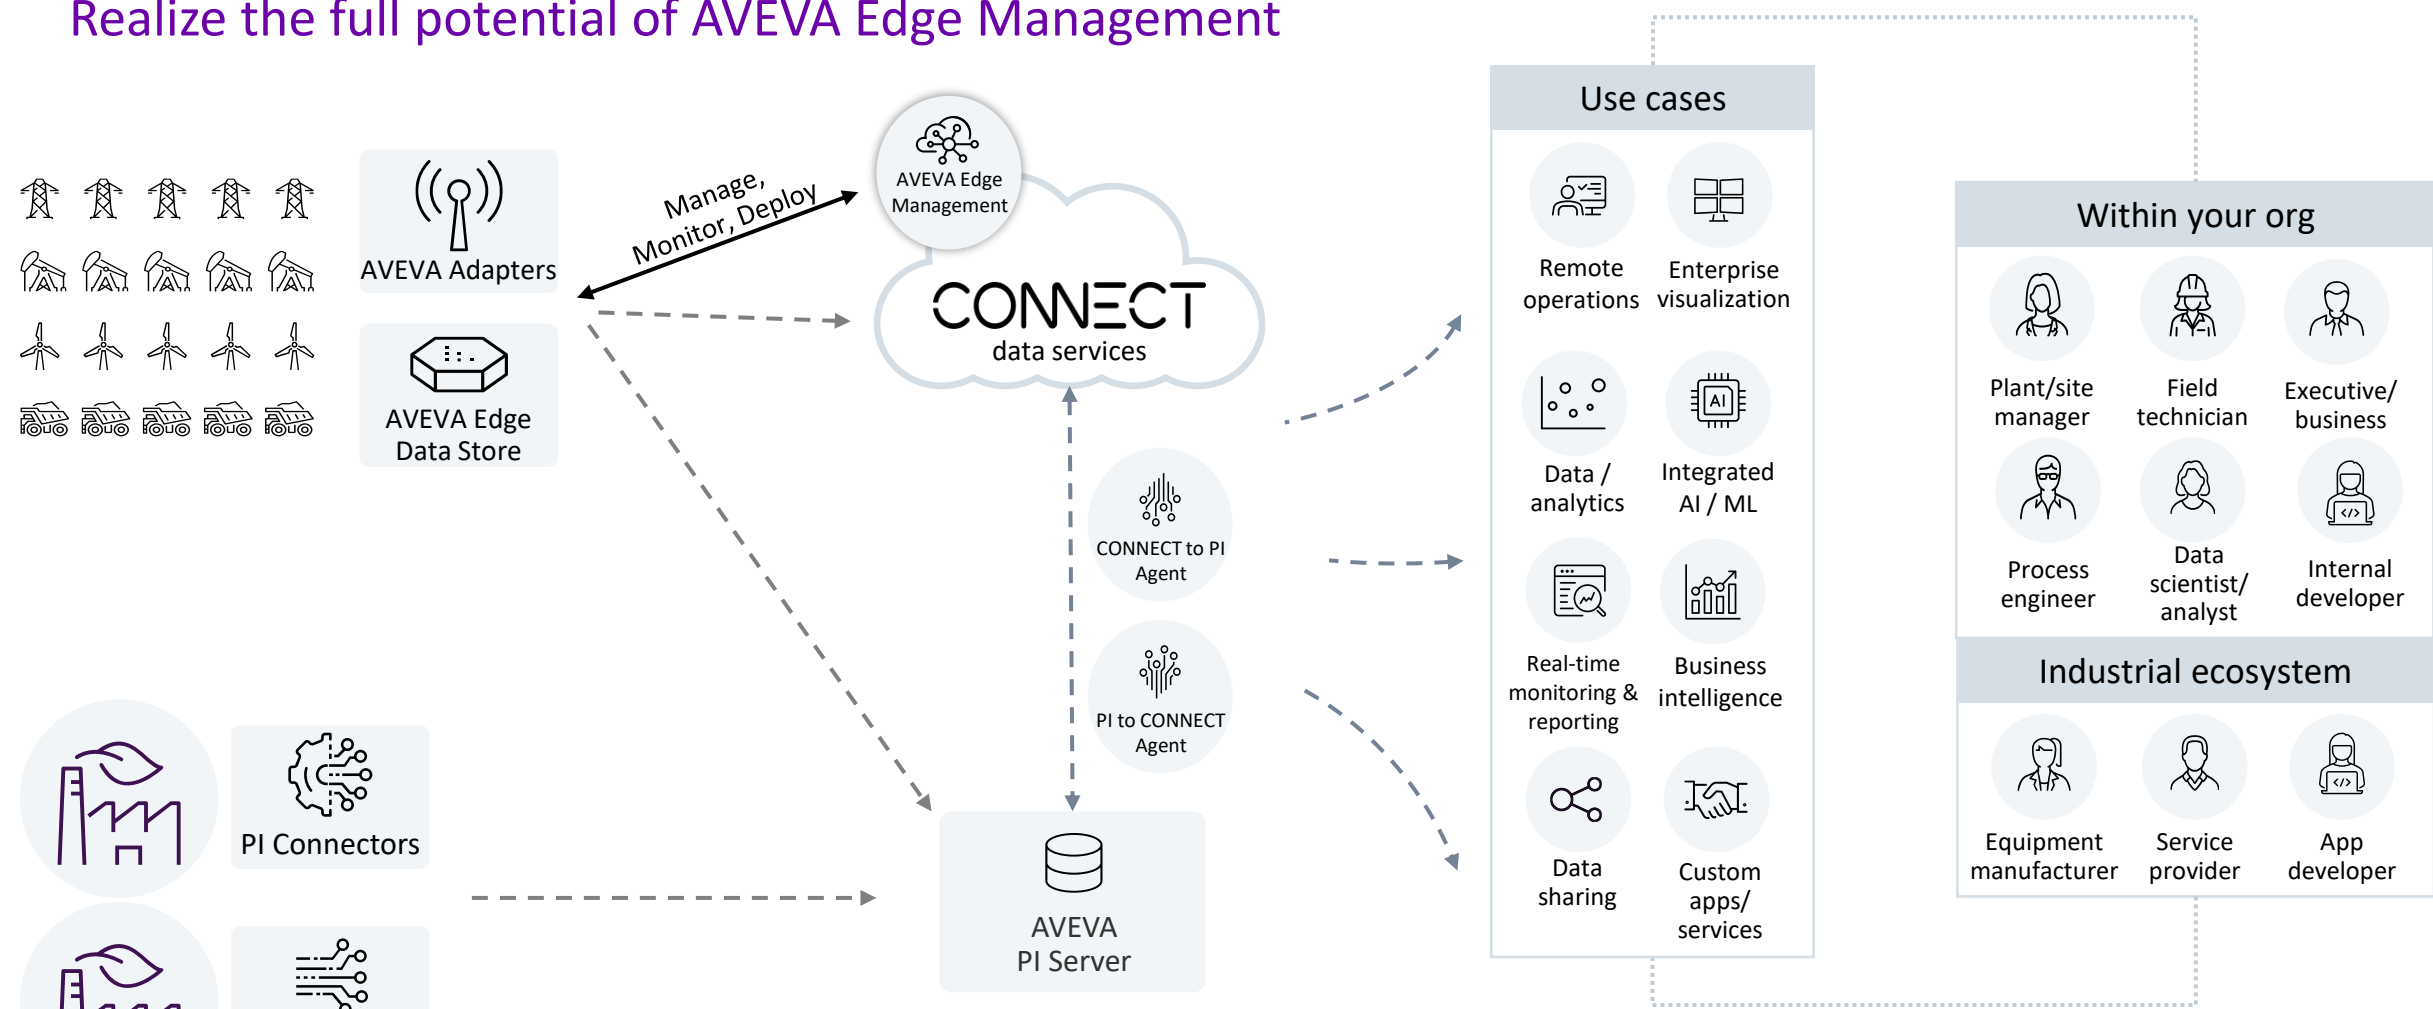 Realize the full potential of AVEVA Edge Management
AVEVA Adapters
AVEVA Edge
Data Store
Manage,
Monitor, Deploy
AVEVA Edge
Management
CONNECT
data services
CONNECT to PI
Agent
PI to CONNECT
Agent
PI Connectors
AVEVA
PI Server
Use cases
Remote
operations
Enterprise
visualization
Data /
analytics
AI
Integrated
AI / ML
Real-time
monitoring &
reporting
Business
intelligence
Data
sharing
Custom
apps/
services
Within your org
Plant/site
manager
Field
technician
Executive/
business
Process
engineer
Data
scientist/
analyst
</>
Internal
developer
Industrial ecosystem
Equipment
manufacturer
Service
provider
</>
App
developer